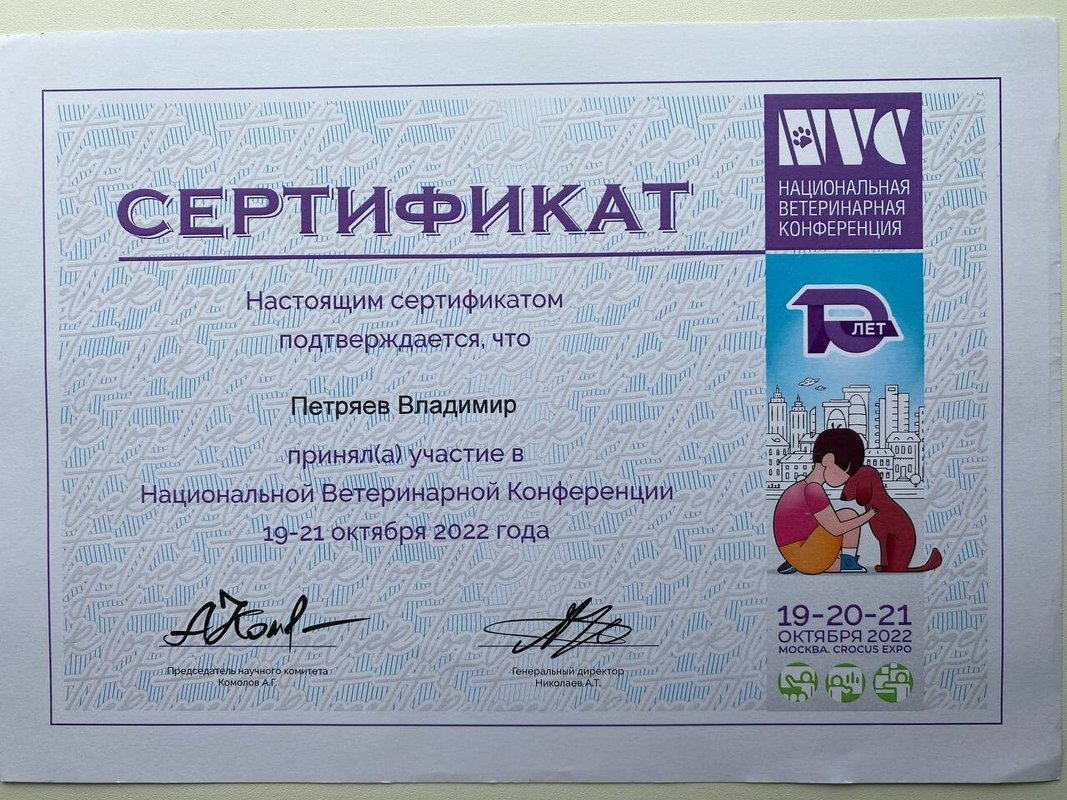 СЕРТИФИКАТ
Настоящим сертификатом
подтверждается, что
Петряев Владимир
принял(а) участие в
Национальной Ветеринарной Конференции
19-21 октября 2022 года
Председатель научного комитета
Комолов А.Г.
Генеральный директор
Николаев А.Т.
NVC
НАЦИОНАЛЬНАЯ
ВЕТЕРИНАРНАЯ
КОНФЕРЕНЦИЯ
10 ЛЕТ
19-20-21
ОКТЯБРЯ 2022
МОСКВА. CROCUS EXPO